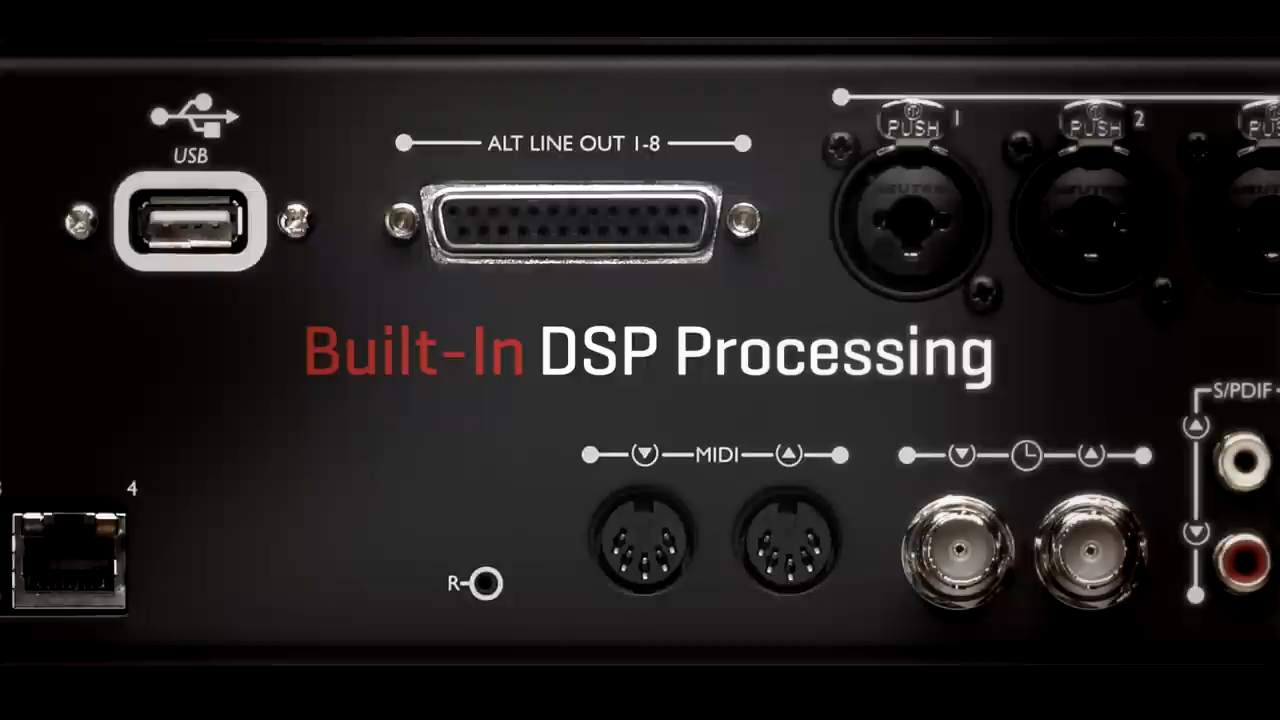 USB
ALT LINE OUT 1-8
PUSH 1
PUSH 2
Built-In DSP Processing
S/PDIF
MIDI
4
R